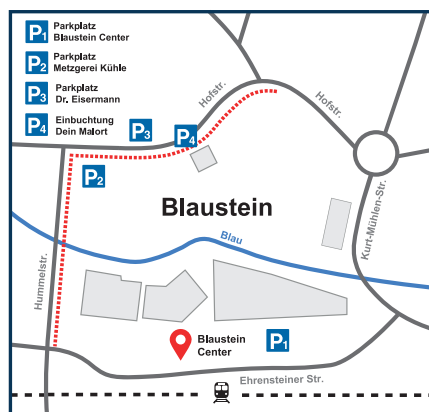 P1 Parkplatz
Blaustein Center
P2 Parkplatz
Metzgerei Kühle
P3 Parkplatz
Dr. Eisermann
P4 Einbuchtung
Dein Malort
Hofstr.
Hofstr.
P3
P4
P2
Blaustein
Blau
Kurt-Mühlen-Str.
Hummelstr.
Blaustein
Center
P1
Ehrensteiner Str.